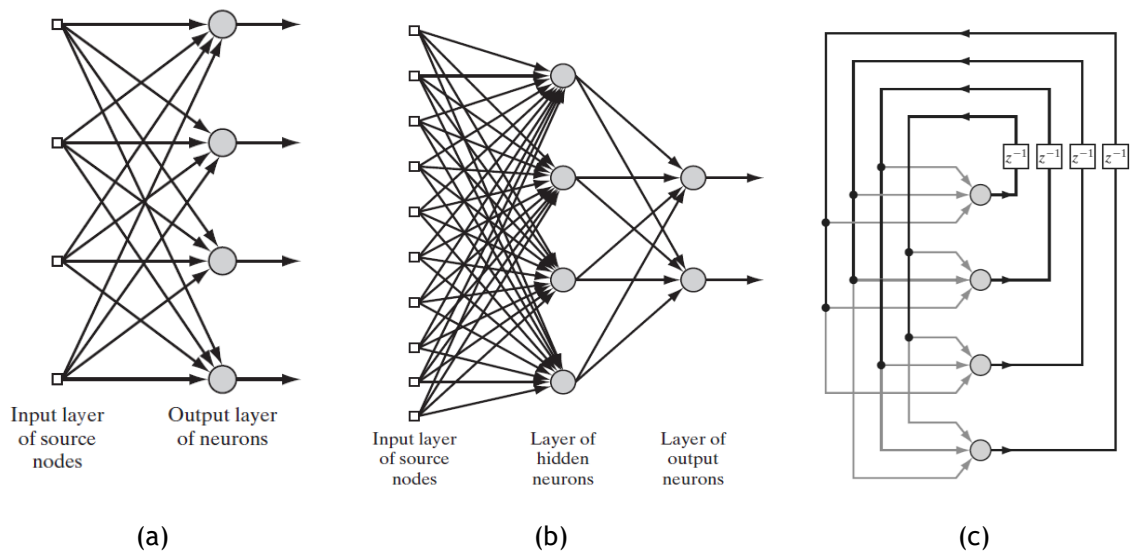 z⁻¹ z⁻¹ z⁻¹ z⁻¹
Input layer
of source
nodes
Output layer
of neurons
Input layer
of source
nodes
Layer of
hidden
neurons
Layer of
output
neurons
(a)
(b)
(c)